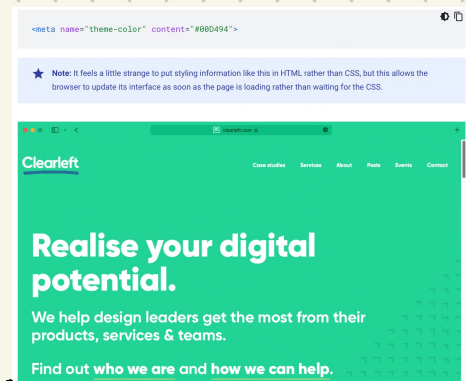 <meta name="theme-color" content="#00D494">
Note: It feels a little strange to put styling information like this in HTML rather than CSS, but this allows the
browser to update its interface as soon as the page is loading rather than waiting for the CSS.
clearleft.com
Clearleft
Case studies Services About Posts Events Contact
Realise your digital
potential.
We help design leaders get the most from their
products, services & teams.
Find out who we are and how we can help.